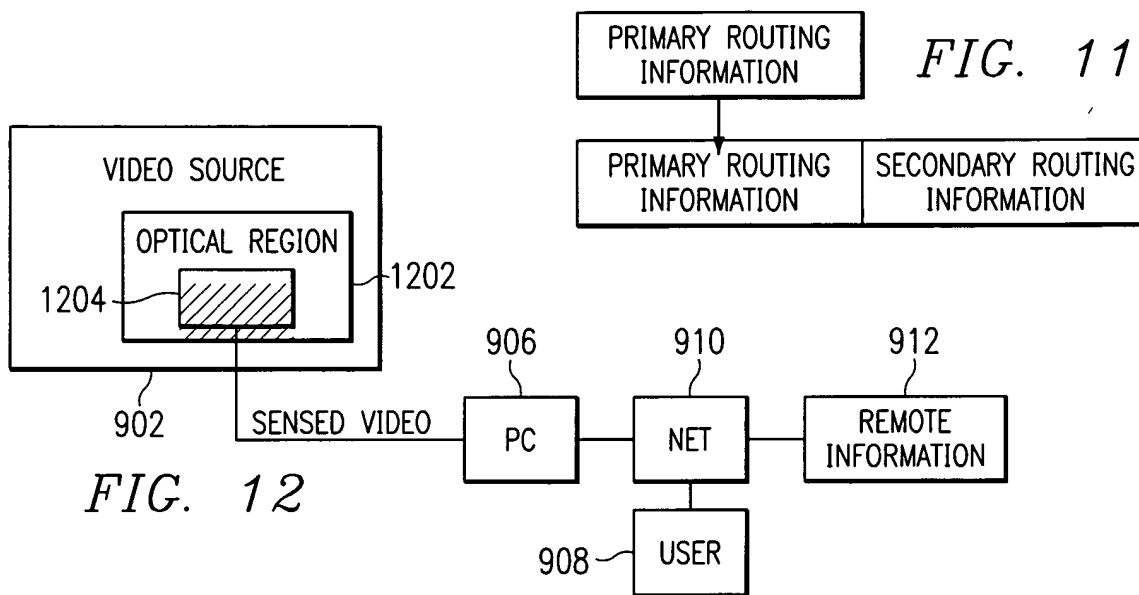 PRIMARY ROUTING
INFORMATION
FIG. 11
PRIMARY ROUTING
INFORMATION
SECONDARY ROUTING
INFORMATION
VIDEO SOURCE
OPTICAL REGION
1204
1202
902
SENSED VIDEO
906
PC
910
NET
912
REMOTE
INFORMATION
908
USER
FIG. 12